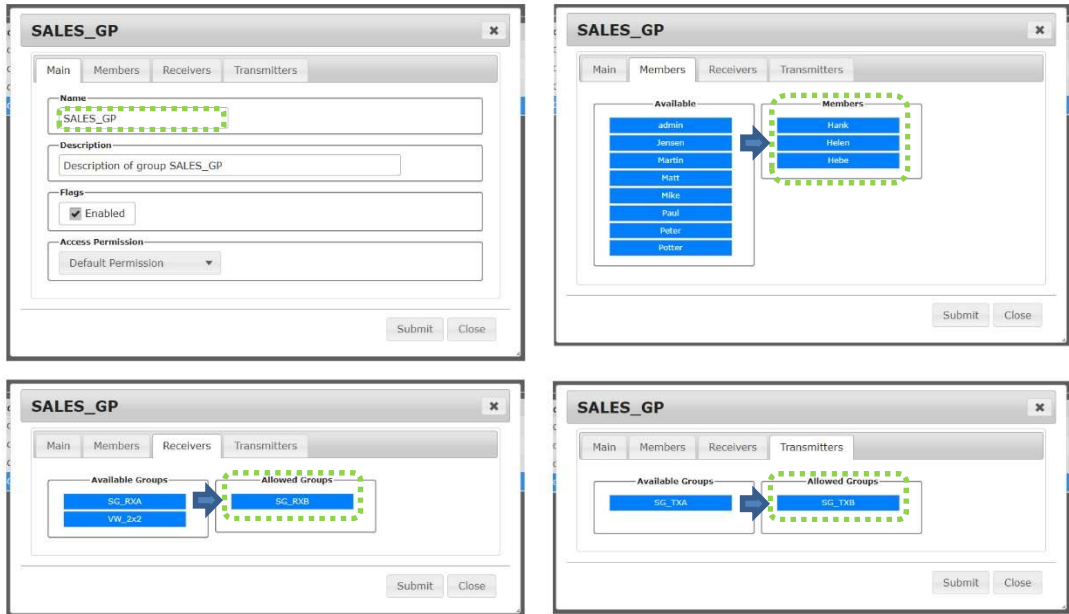 SALES_GP
Main Members Receivers Transmitters
Name
SALES_GP
Description
Description of group SALES_GP
Flags
Enabled
Access Permission
Default Permission
Submit Close
SALES_GP
Main Members Receivers Transmitters
Available Members
admin Hank
Jensen Helen
Martin Hebe
Matt
Mike
Paul
Peter
Potter
Submit Close
SALES_GP
Main Members Receivers Transmitters
Available Groups Allowed Groups
SG_RXA SG_RXB
VW_2x2
Submit Close
SALES_GP
Main Members Receivers Transmitters
Available Groups Allowed Groups
SG_TXA SG_TXB
Submit Close